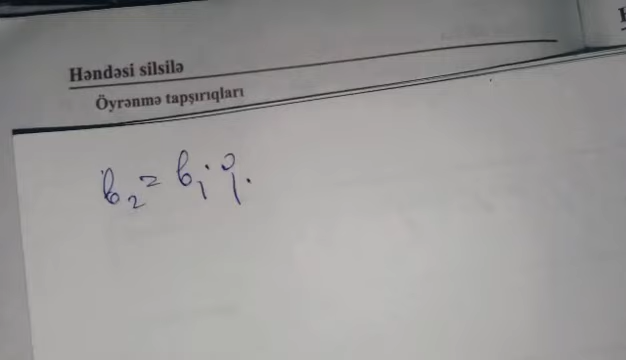 Həndəsi silsilə
Öyrənmə tapşırıqları
b₂ = b₁ · q.